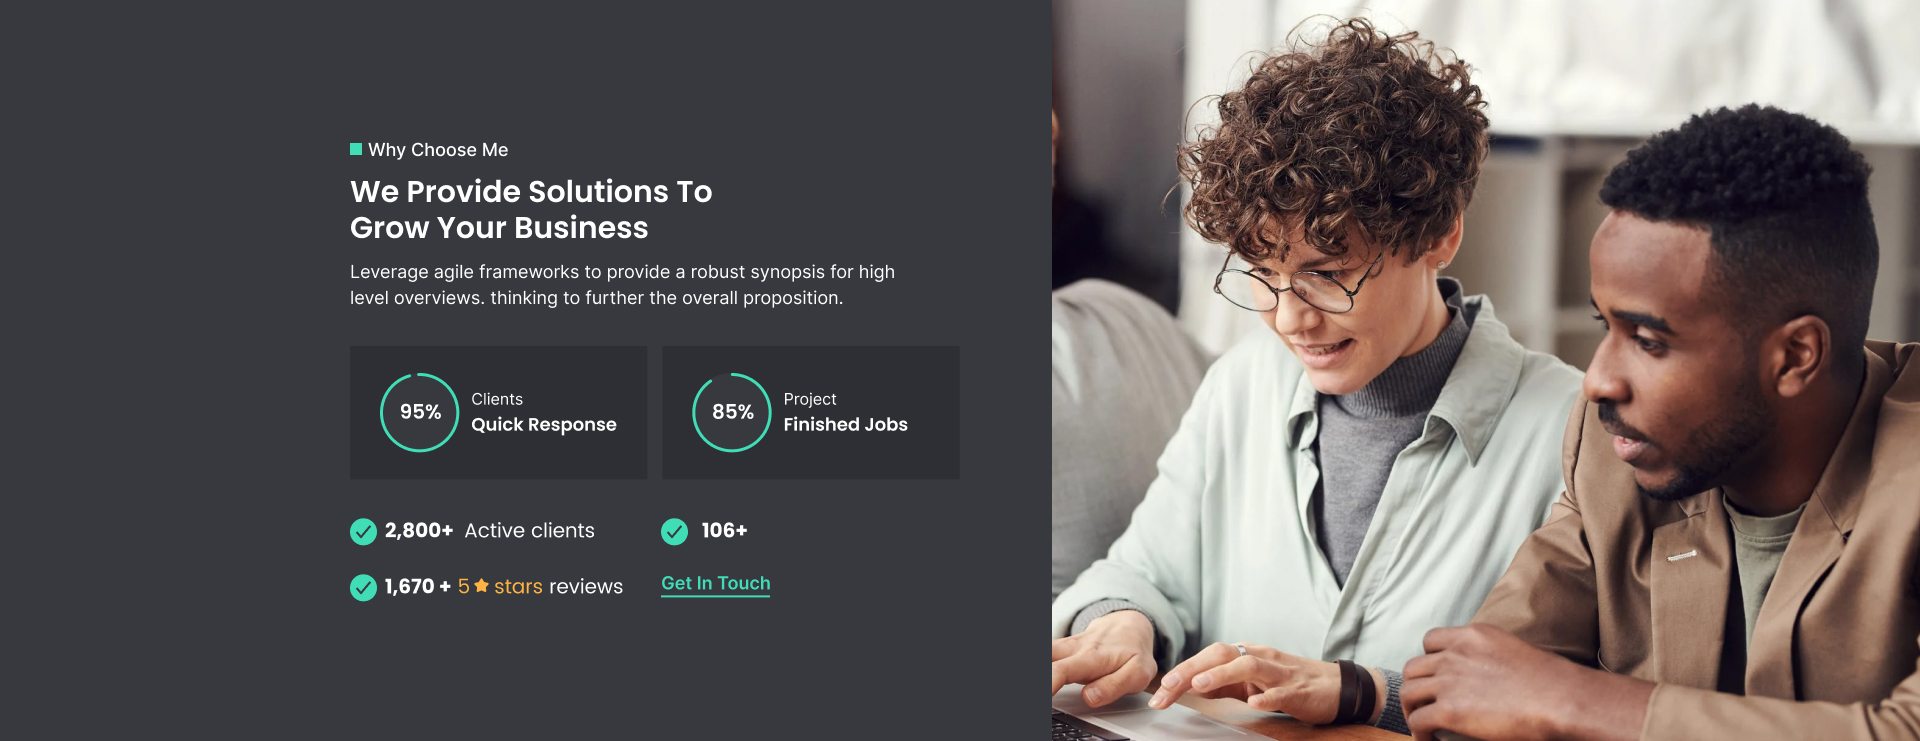 Why Choose Me
We Provide Solutions To
Grow Your Business
Leverage agile frameworks to provide a robust synopsis for high
level overviews. thinking to further the overall proposition.
95%
Clients
Quick Response
85%
Project
Finished Jobs
2,800+ Active clients
106+
1,670 + 5 ★ stars reviews
Get In Touch